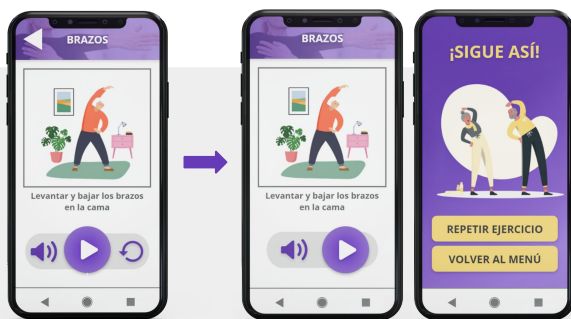 BRAZOS
Levantar y bajar los brazos
en la cama
BRAZOS
Levantar y bajar los brazos
en la cama
¡SIGUE ASÍ!
REPETIR EJERCICIO
VOLVER AL MENÚ